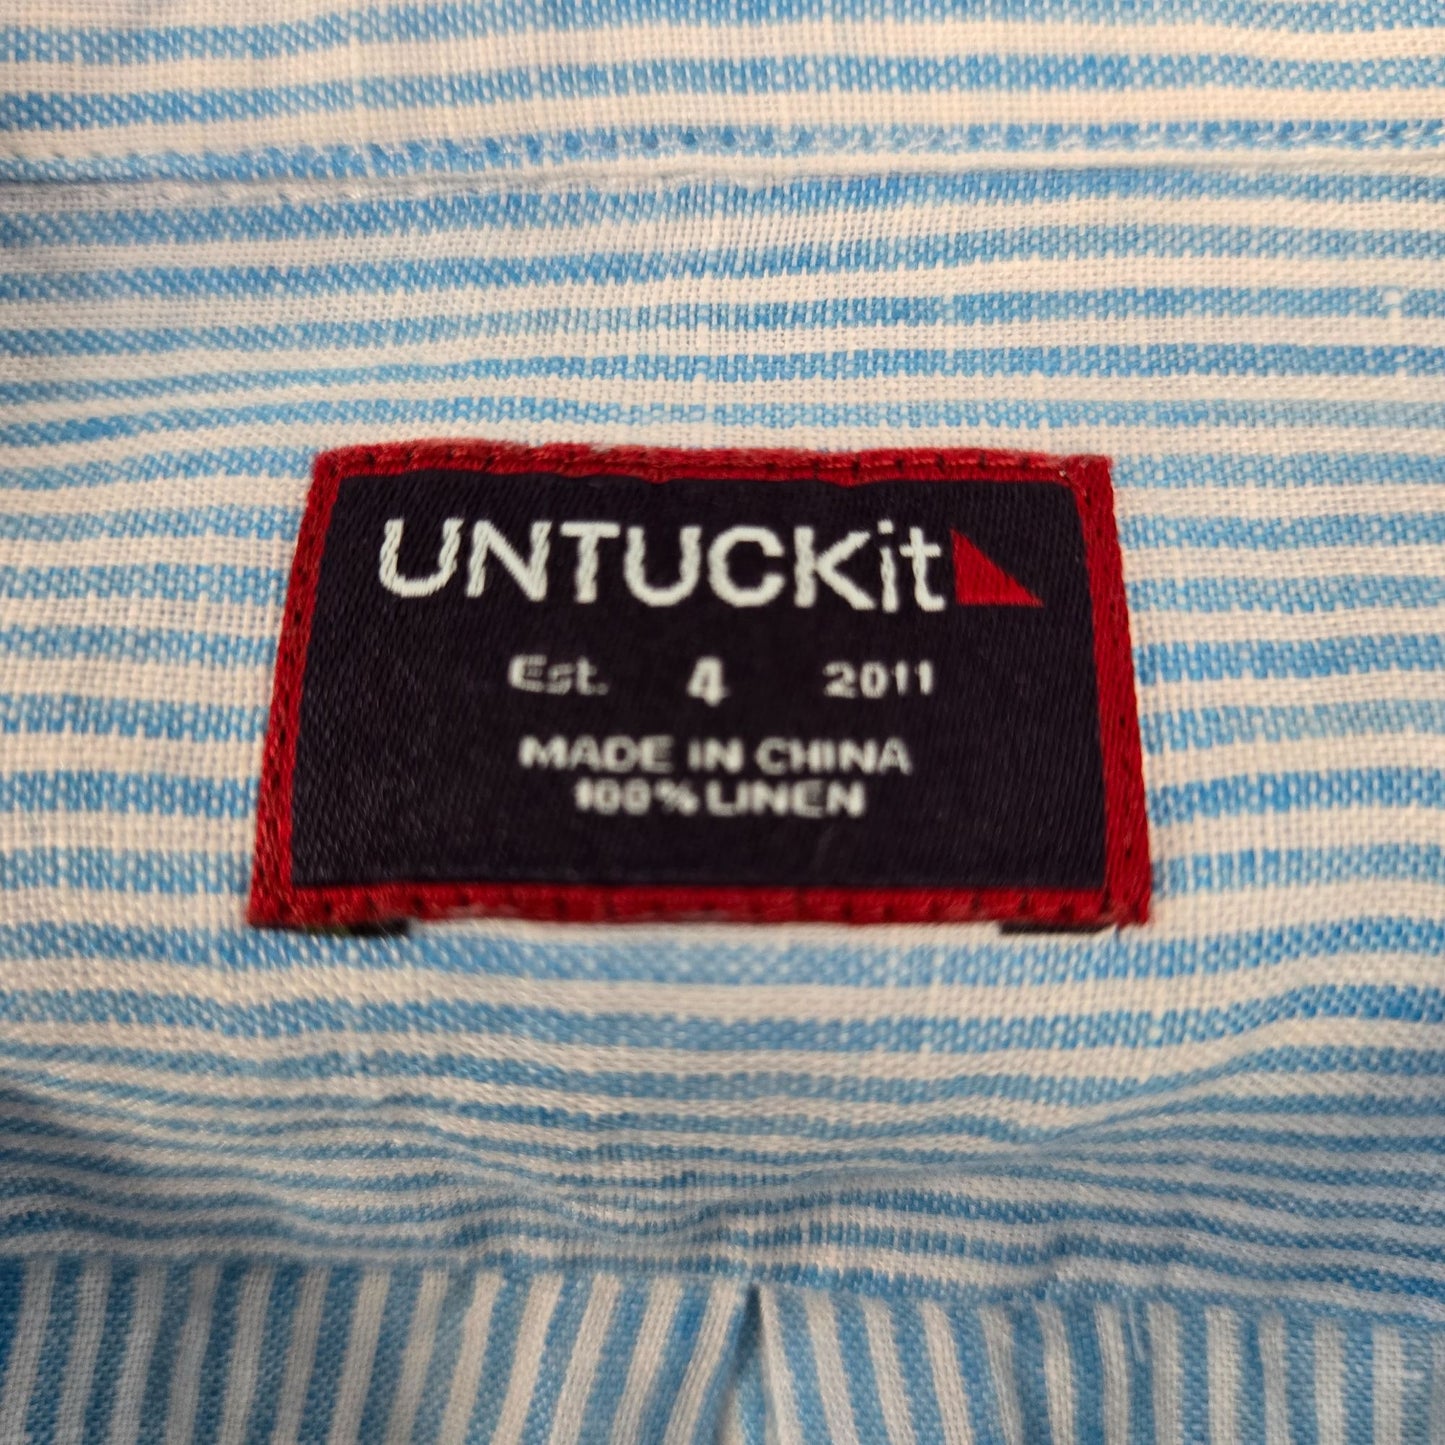 UNTUCKit
Est. 4 2011
MADE IN CHINA
100% LINEN